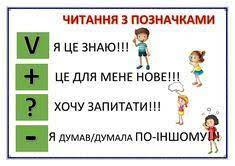 ЧИТАННЯ З ПОЗНАЧКАМИ
V Я ЦЕ ЗНАЮ!!!
+ ЦЕ ДЛЯ МЕНЕ НОВЕ!!!
? ХОЧУ ЗАПИТАТИ!!!
- Я ДУМАВ/ДУМАЛА ПО-ІНШОМУ!!!